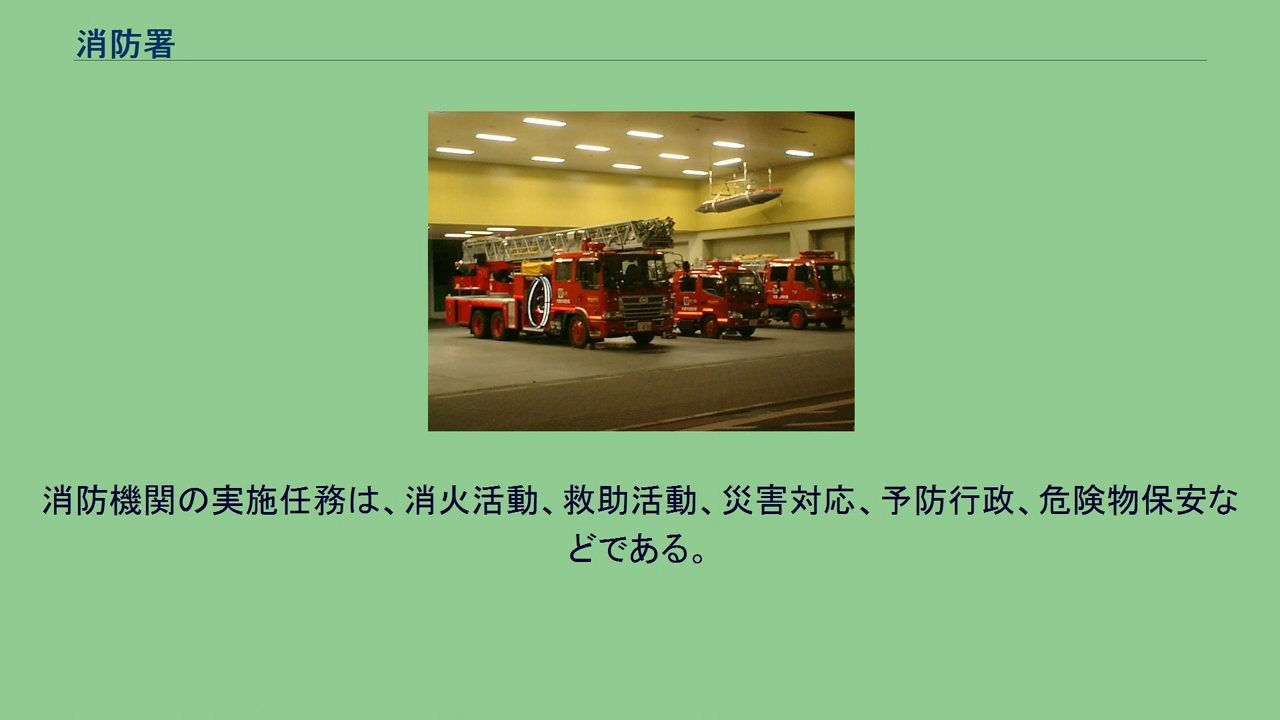 消防署
消防機関の実施任務は、消火活動、救助活動、災害対応、予防行政、危険物保安な
どである。